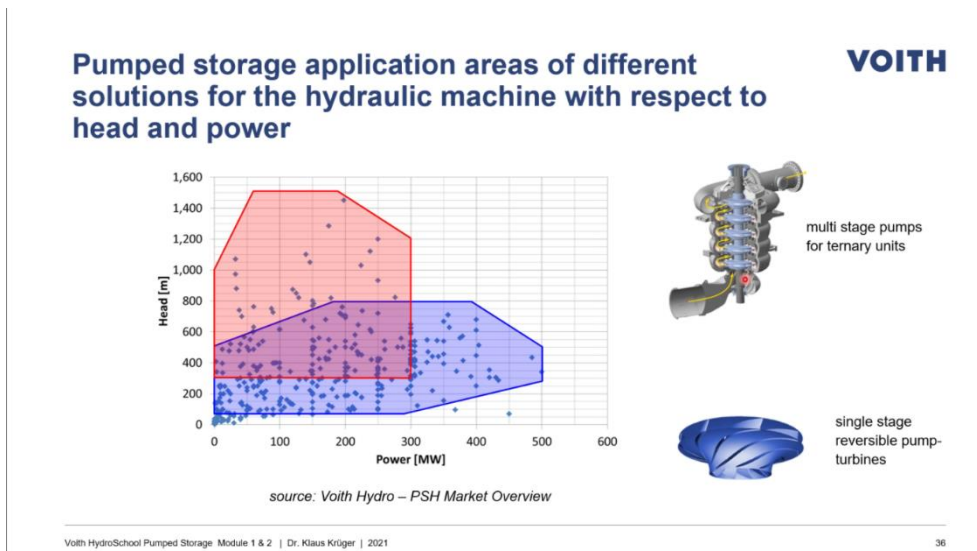 Pumped storage application areas of different
solutions for the hydraulic machine with respect to
head and power
VOITH
1,600
1,400
1,200
1,000
800
600
400
200
0
Head [m]
0 100 200 300 400 500 600
Power [MW]
source: Voith Hydro – PSH Market Overview
multi stage pumps
for ternary units
single stage
reversible pump-
turbines
Voith HydroSchool Pumped Storage Module 1 & 2 | Dr. Klaus Krüger | 2021
36